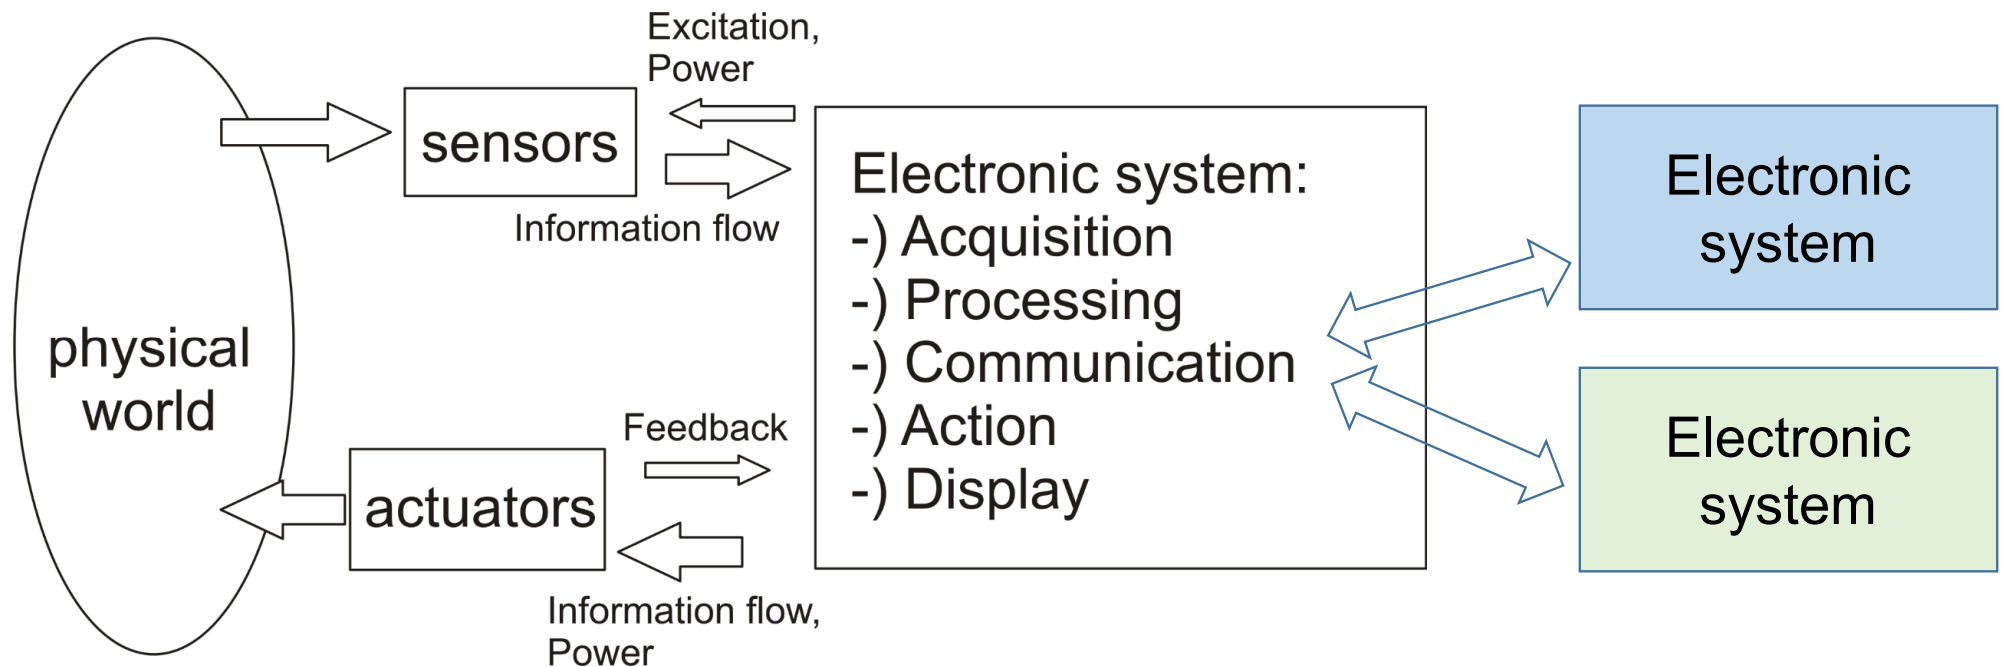 Excitation,
Power
sensors
Information flow
physical
world
Feedback
actuators
Information flow,
Power
Electronic system:
-) Acquisition
-) Processing
-) Communication
-) Action
-) Display
Electronic
system
Electronic
system